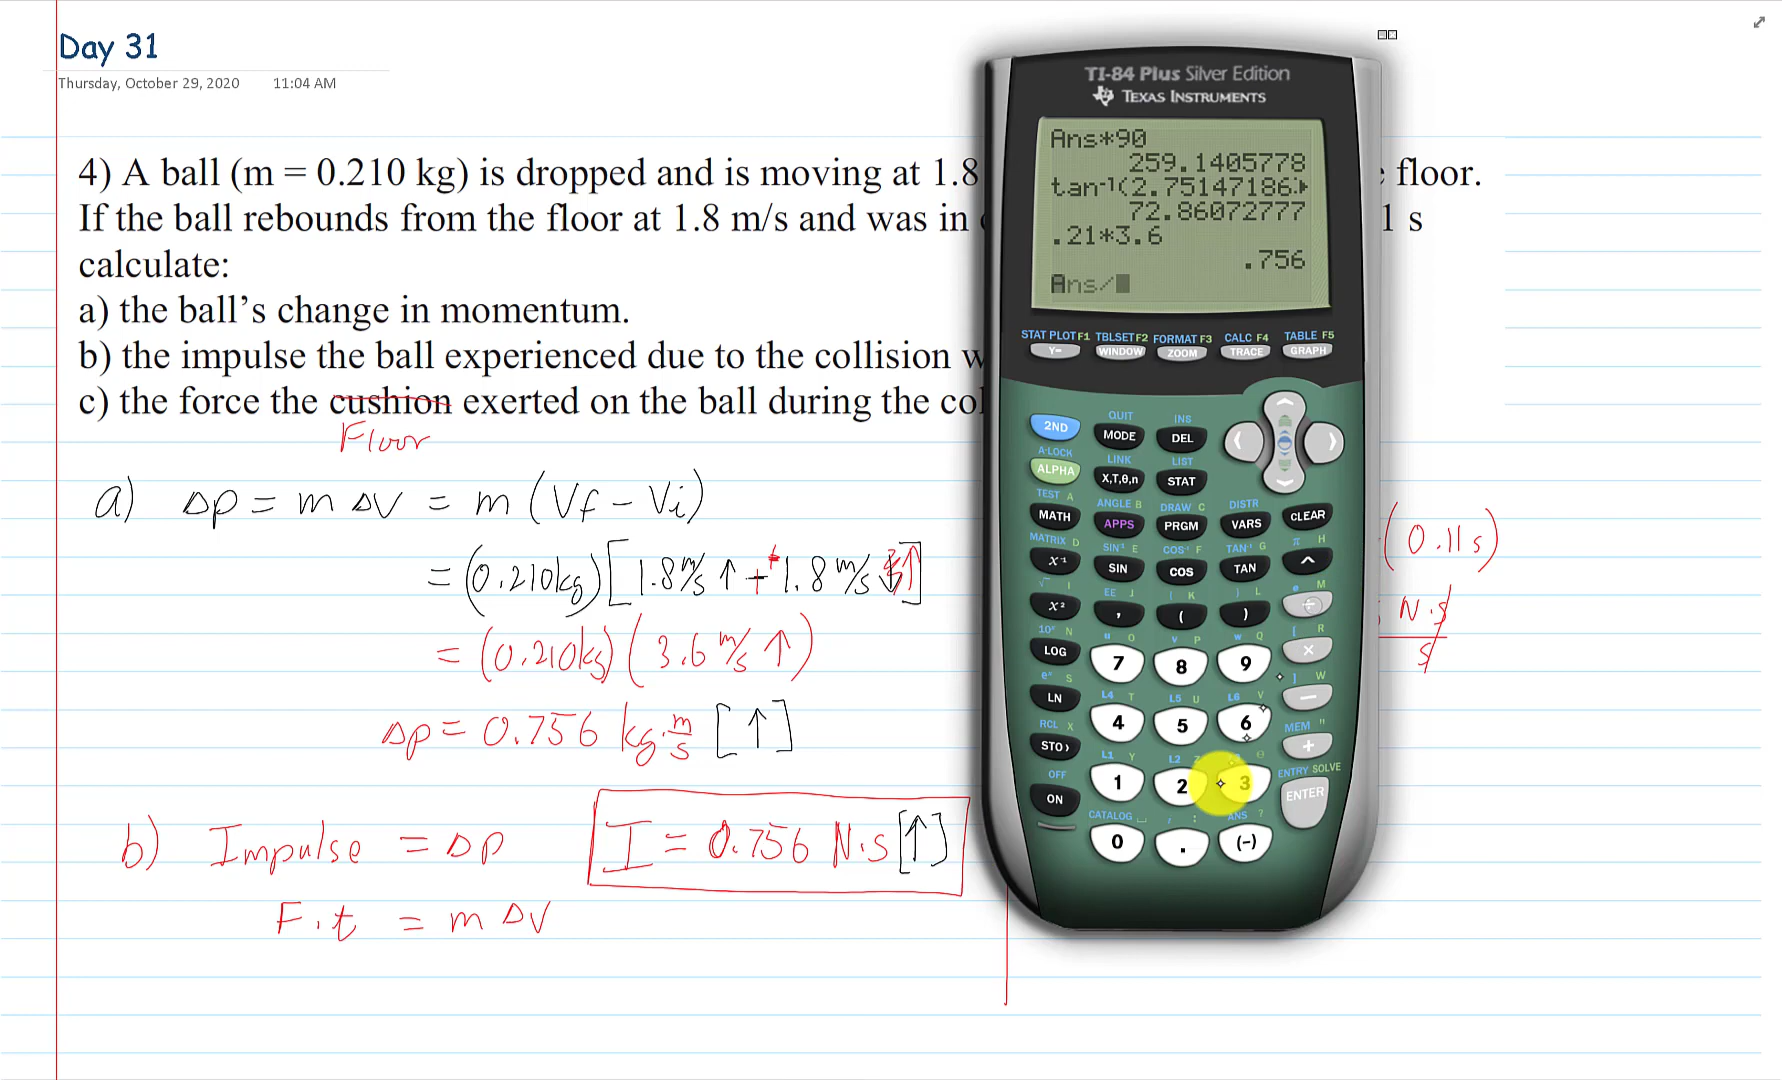 Day 31
Thursday, October 29, 2020 11:04 AM
4) A ball (m = 0.210 kg) is dropped and is moving at 1.8 floor.
If the ball rebounds from the floor at 1.8 m/s and was in 1 s
calculate:
a) the ball's change in momentum.
b) the impulse the ball experienced due to the collision w
c) the force the cushion exerted on the ball during the col
Floor
a) Δp = m ΔV = m (Vf - Vi)
= (0.210kg) [1.8 m/s ↑ + 1.8 m/s ↑]
= (0.210kg) (3.6 m/s ↑)
Δp = 0.756 kg·m/s [↑]
b) Impulse = Δp I = 0.756 N·s [↑]
F·t = m ΔV
(0.11s)
N·s
s
TI-84 Plus Silver Edition
TEXAS INSTRUMENTS
Ans*90
259.1405778
tan⁻¹(2.75147186
72.86072777
.21*3.6
.756
Ans/
STAT PLOT F1 TBLSET F2 FORMAT F3 CALC F4 TABLE F5
Y= WINDOW ZOOM TRACE GRAPH
QUIT INS
2ND MODE DEL
A-LOCK LINK LIST
ALPHA X,T,θ,n STAT
TEST A ANGLE B DRAW C DISTR
MATH APPS PRGM VARS CLEAR
MATRIX D SIN⁻¹ E COS⁻¹ F TAN⁻¹ G π H
X⁻¹ SIN COS TAN ^
√ I EE J { K } L e M
X² , ( ) ÷
10ˣ N u O v P w Q [ R
LOG 7 8 9 ×
eˣ S L4 T L5 U L6 V ] W
LN 4 5 6 −
RCL X L1 Y L2 Z θ MEM "
STO› 1 2 3 +
OFF CATALOG ⎵ i : ANS ? ENTRY SOLVE
ON 0 . (-) ENTER